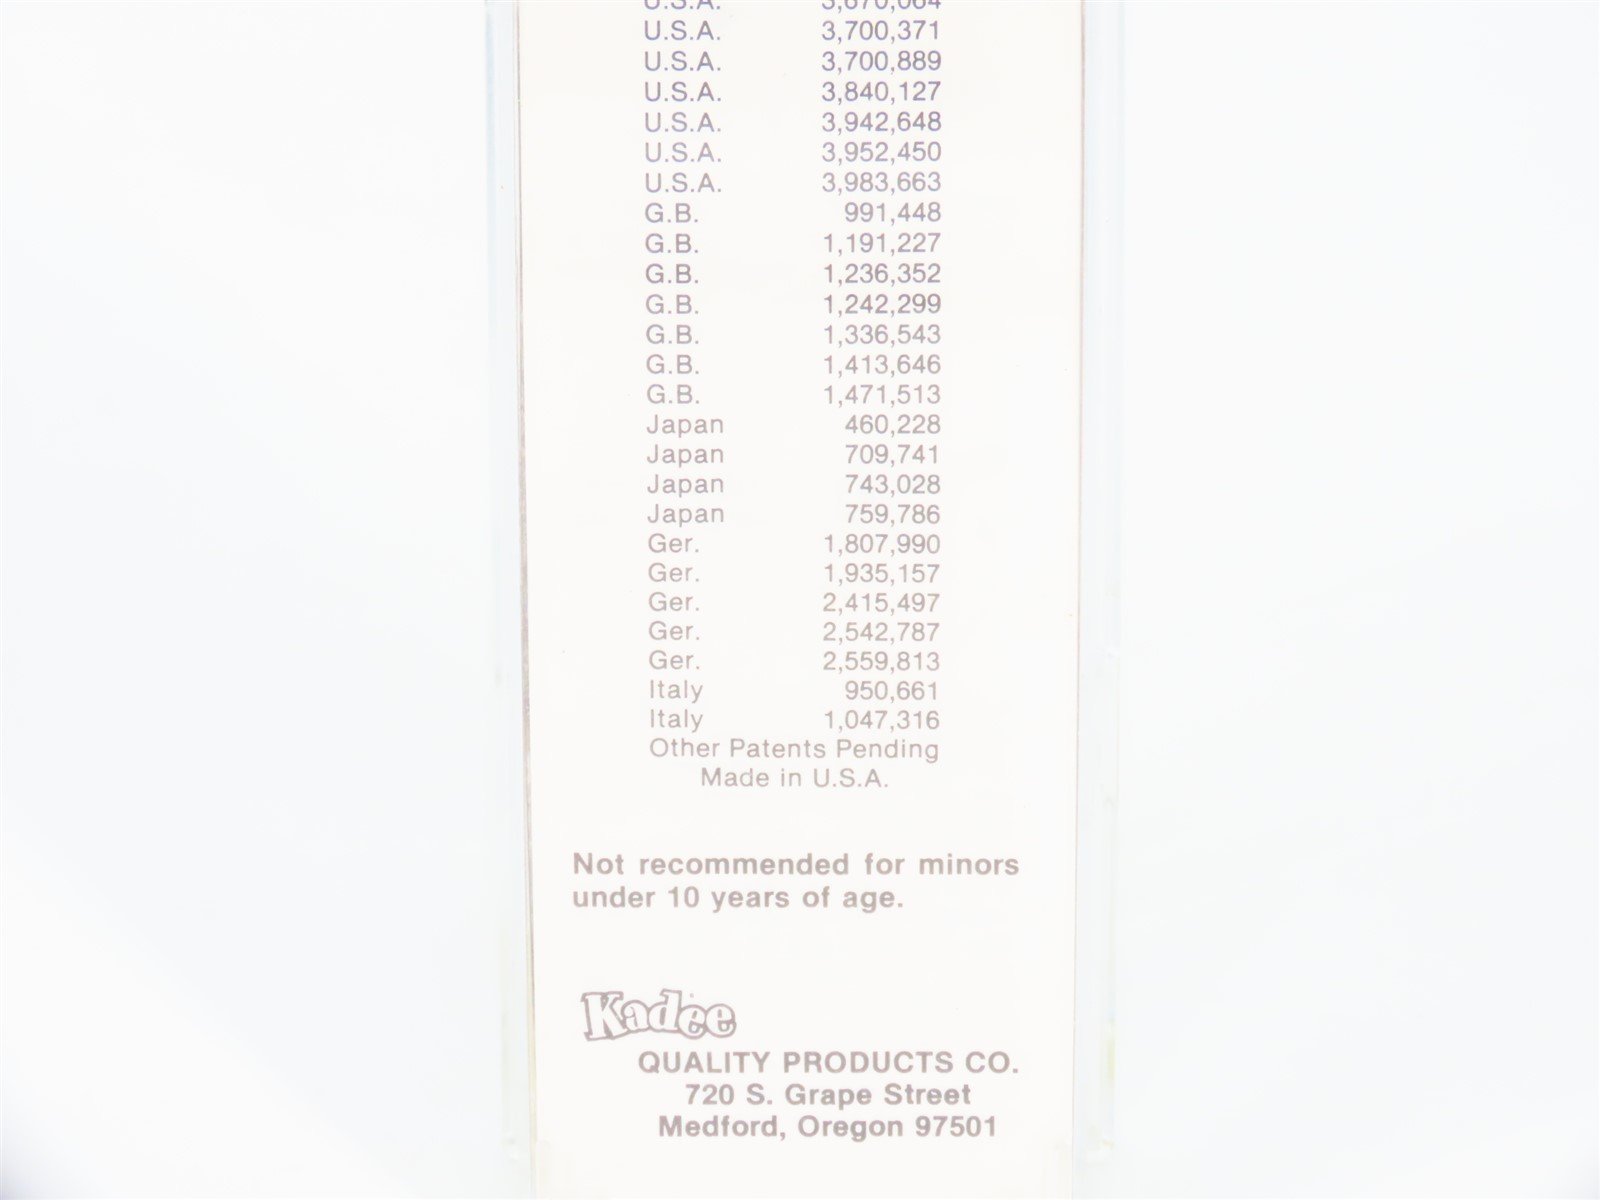 U.S.A. 3,670,064
U.S.A. 3,700,371
U.S.A. 3,700,889
U.S.A. 3,840,127
U.S.A. 3,942,648
U.S.A. 3,952,450
U.S.A. 3,983,663
G.B. 991,448
G.B. 1,191,227
G.B. 1,236,352
G.B. 1,242,299
G.B. 1,336,543
G.B. 1,413,646
G.B. 1,471,513
Japan 460,228
Japan 709,741
Japan 743,028
Japan 759,786
Ger. 1,807,990
Ger. 1,935,157
Ger. 2,415,497
Ger. 2,542,787
Ger. 2,559,813
Italy 950,661
Italy 1,047,316
Other Patents Pending
Made in U.S.A.
Not recommended for minors
under 10 years of age.
Kadee
QUALITY PRODUCTS CO.
720 S. Grape Street
Medford, Oregon 97501